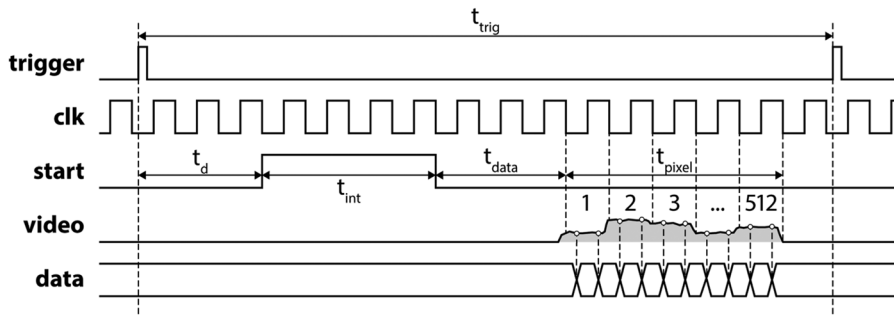 t_trig
trigger
clk
start t_d t_int t_data t_pixel
video 1 2 3 ... 512
data